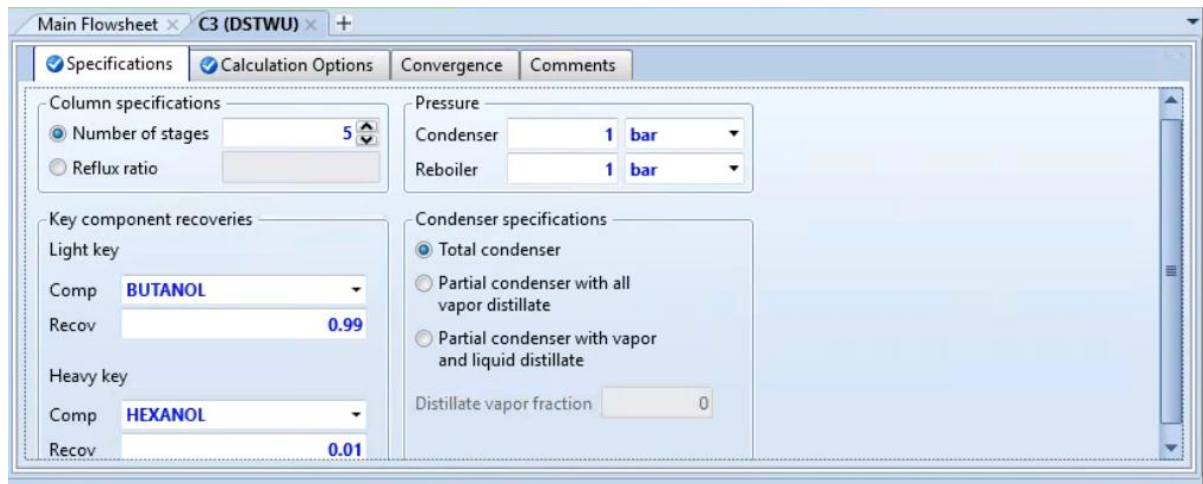 Main Flowsheet × C3 (DSTWU) × +
Specifications Calculation Options Convergence Comments
Column specifications
Number of stages 5
Reflux ratio
Pressure
Condenser 1 bar
Reboiler 1 bar
Key component recoveries
Light key
Comp BUTANOL
Recov 0.99
Heavy key
Comp HEXANOL
Recov 0.01
Condenser specifications
Total condenser
Partial condenser with all
vapor distillate
Partial condenser with vapor
and liquid distillate
Distillate vapor fraction 0